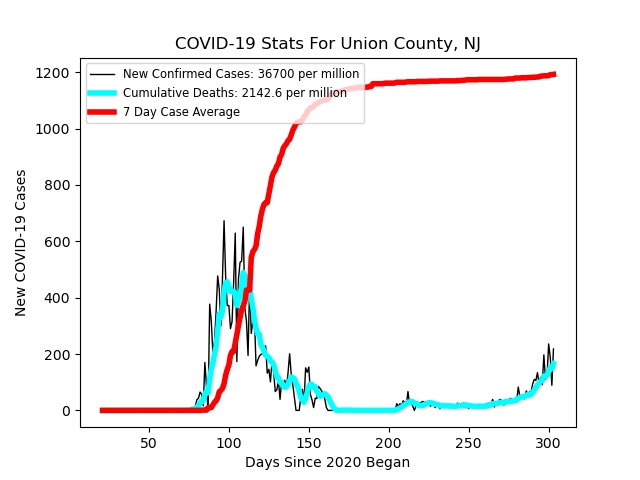 COVID-19 Stats For Union County, NJ
New Confirmed Cases: 36700 per million
Cumulative Deaths: 2142.6 per million
7 Day Case Average
New COVID-19 Cases
1200
1000
800
600
400
200
0
50 100 150 200 250 300
Days Since 2020 Began